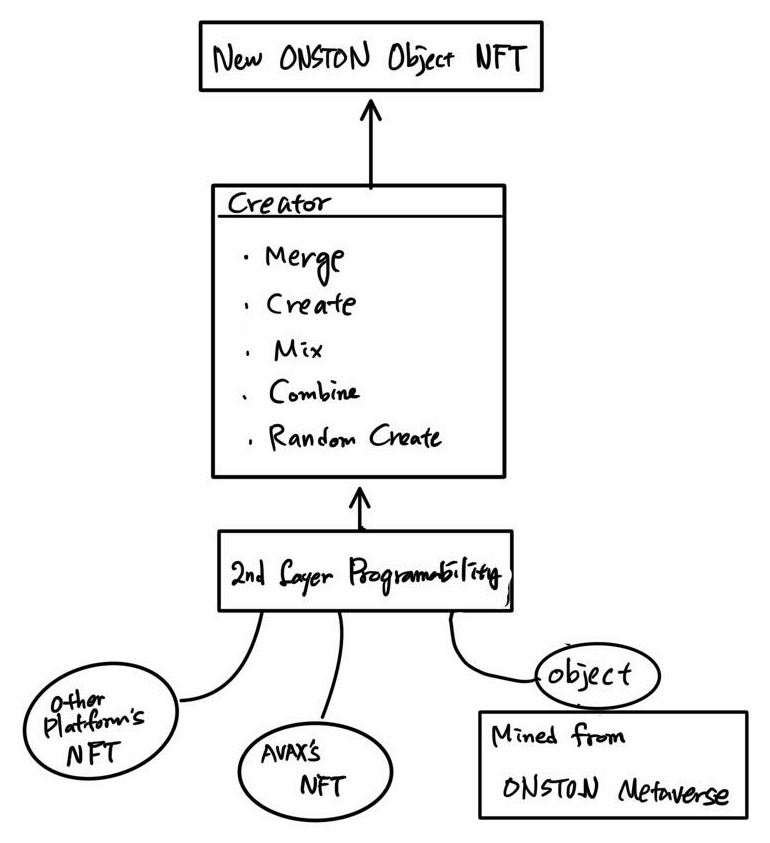 New ONSTON Object NFT
Creator
· Merge
· Create
· Mix
· Combine
· Random Create
2nd Layer Programability
Other
Platform's
NFT
AVAX's
NFT
object
Mined from
ONSTON Metaverse